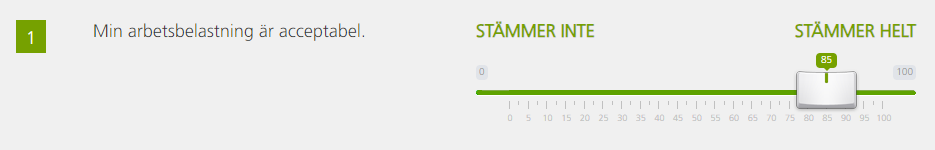 1
Min arbetsbelastning är acceptabel.
STÄMMER INTE
STÄMMER HELT
85
0
100
0 5 10 15 20 25 30 35 40 45 50 55 60 65 70 75 80 85 90 95 100